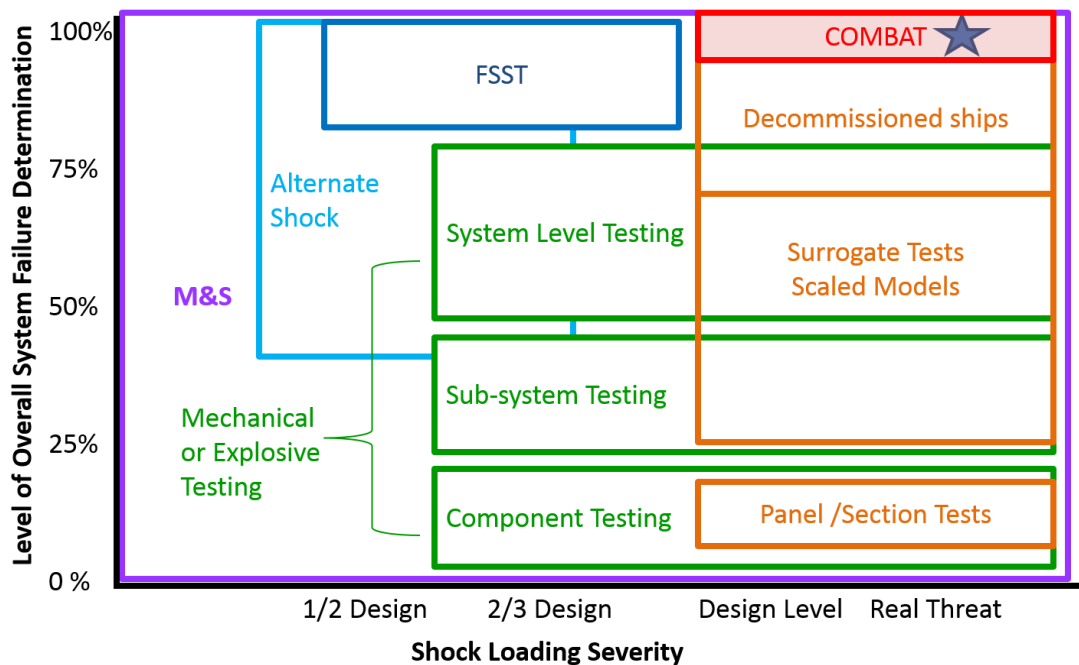 Level of Overall System Failure Determination
100%
75%
50%
25%
0 %
COMBAT
FSST
Decommissioned ships
Alternate
Shock
System Level Testing
Surrogate Tests
Scaled Models
M&S
Sub-system Testing
Mechanical
or Explosive
Testing
Component Testing
Panel /Section Tests
1/2 Design
2/3 Design
Design Level
Real Threat
Shock Loading Severity